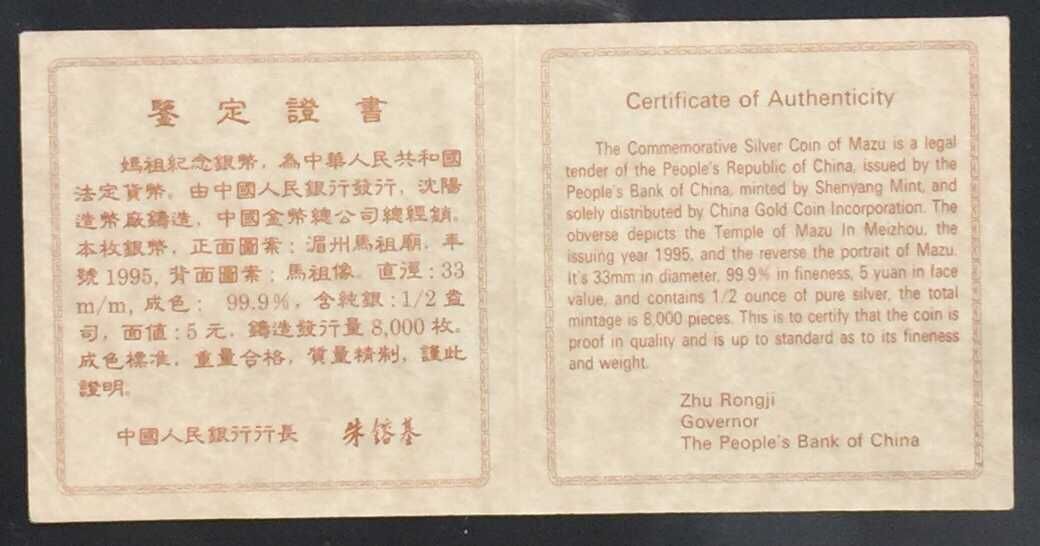 鑒定證書
媽祖紀念銀幣，為中華人民共和國
法定貨幣。由中國人民銀行發行，沈陽
造幣廠鑄造，中國金幣總公司總經銷。
本枚銀幣，正面圖案：湄州馬祖廟，年
號1995，背面圖案：馬祖像。直徑：33
m/m，成色： 99.9%，含純銀：1/2盎
司，面值：5元，鑄造發行量8,000枚。
成色標准，重量合格，質量精制，謹此
證明。
中國人民銀行行長 朱鎔基
Certificate of Authenticity
The Commemorative Silver Coin of Mazu is a legal
tender of the People's Republic of China, issued by the
People's Bank of China, minted by Shenyang Mint, and
solely distributed by China Gold Coin Incorporation. The
obverse depicts the Temple of Mazu In Meizhou, the
issuing year 1995, and the reverse the portrait of Mazu.
It's 33mm in diameter, 99.9% in fineness, 5 yuan in face
value, and contains 1/2 ounce of pure silver, the total
mintage is 8,000 pieces. This is to certify that the coin is
proof in quality and is up to standard as to its fineness
and weight.
Zhu Rongji
Governor
The People's Bank of China